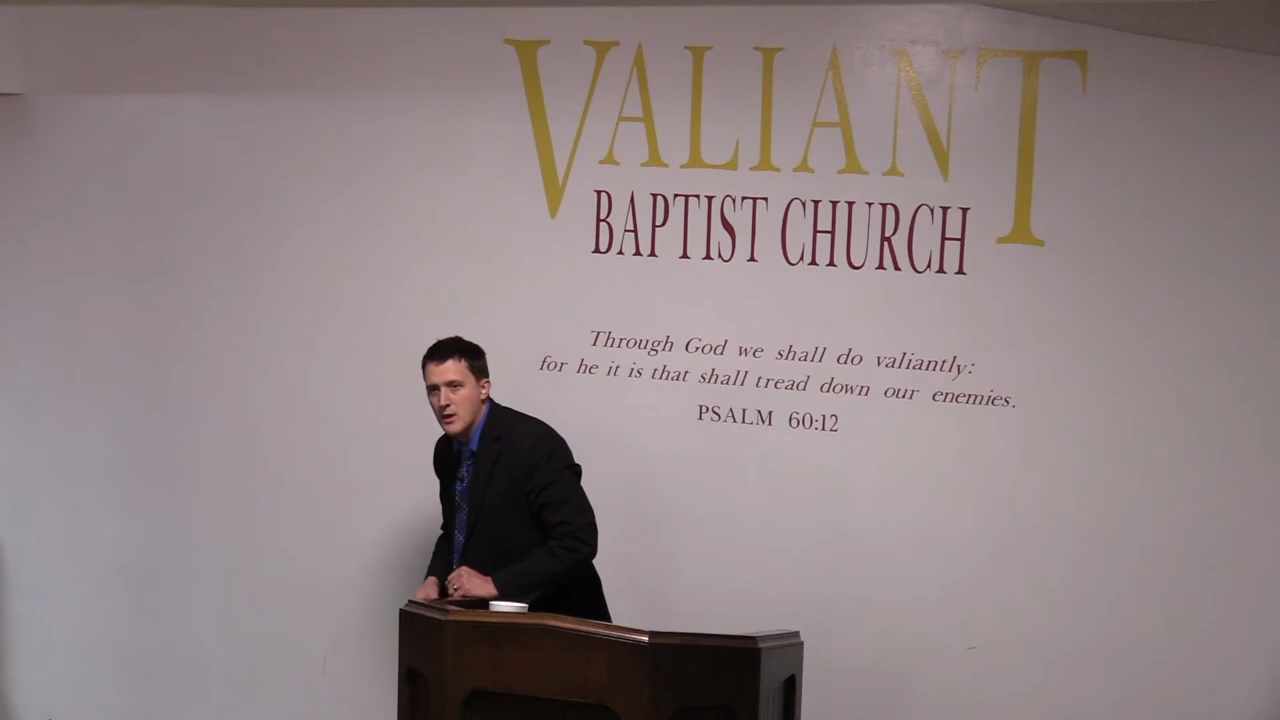 VALIANT
BAPTIST CHURCH
Through God we shall do valiantly:
for he it is that shall tread down our enemies.
PSALM 60:12